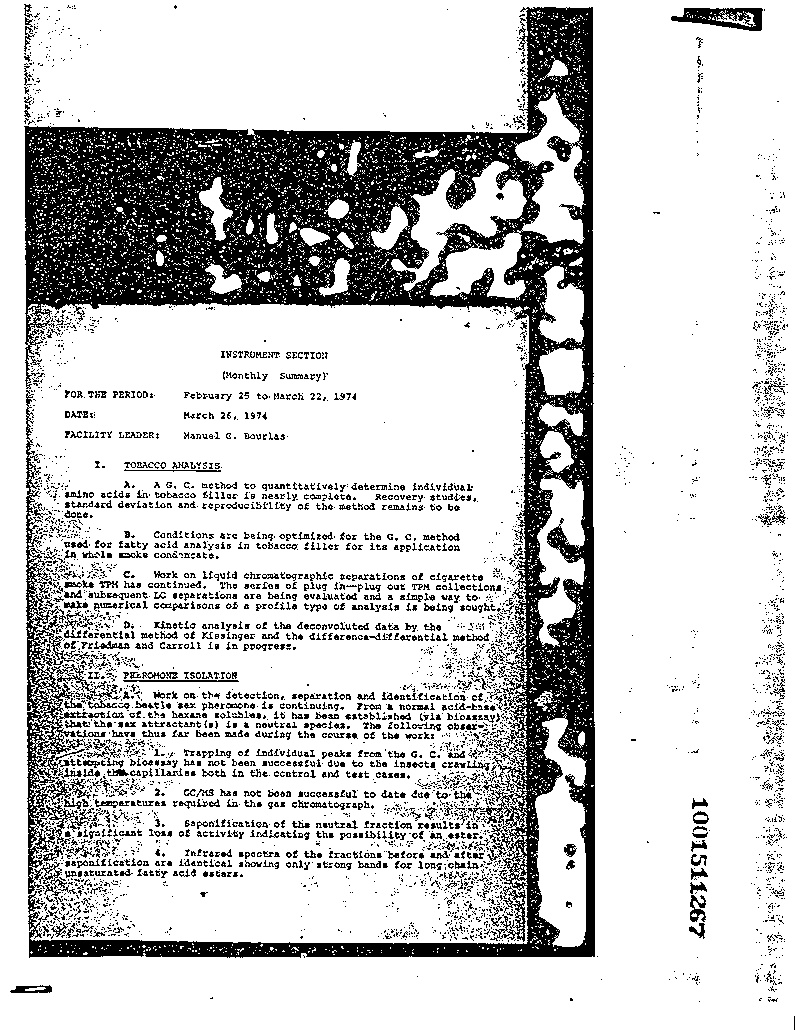 INSTRUMENT SECTION
(Monthly Summary)
FOR THE PERIOD: February 25 to March 22, 1974
DATE: March 26, 1974
FACILITY LEADER: Manuel G. Bourlas
I. TOBACCO ANALYSIS
A. A G. C. method to quantitatively determine individual
amino acids in tobacco filler is nearly complete. Recovery studies,
standard deviation and reproducibility of the method remains to be
done.
B. Conditions are being optimized for the G. C. method
used for fatty acid analysis in tobacco filler for its application
in whole smoke condensate.
C. Work on liquid chromatographic separations of cigarette
smoke TPM has continued. The series of plug in-plug out TPM collections
and subsequent LC separations are being evaluated and a simple way to
make numerical comparisons of a profile type of analysis is being sought.
D. Kinetic analysis of the deconvoluted data by the
differential method of Kissinger and the difference-differential method
of Friedman and Carroll is in progress.
II. PHEROMONE ISOLATION
A. Work on the detection, separation and identification of
the tobacco beetle sex pheromone is continuing. From a normal acid-base
extraction of the hexane solubles, it has been established (via bioassay)
that the sex attractant(s) is a neutral species. The following obser-
vations have thus far been made during the course of the work:
1. Trapping of individual peaks from the G. C. and
attempting bioassay has not been successful due to the insects crawling
inside the capillaries both in the control and test cases.
2. GC/MS has not been successful to date due to the
high temperatures required in the gas chromatograph.
3. Saponification of the neutral fraction results in
a significant loss of activity indicating the possibility of an ester.
4. Infrared spectra of the fractions before and after
saponification are identical showing only strong bands for long chain
unsaturated fatty acid esters.
1001511267